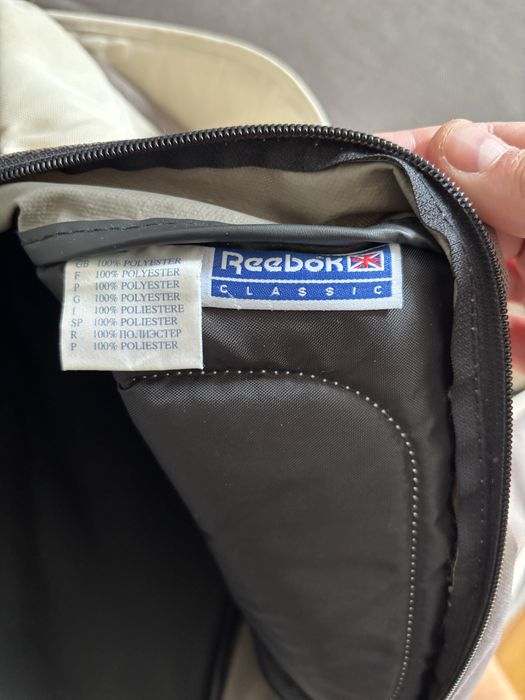 GB 100% POLYESTER
F 100% POLYESTER
P 100% POLYESTER
G 100% POLYESTER
I 100% POLIESTERE
SP 100% POLIESTER
R 100% ПОЛИЭСТЕР
P 100% POLIESTER
Reebok
CLASSIC